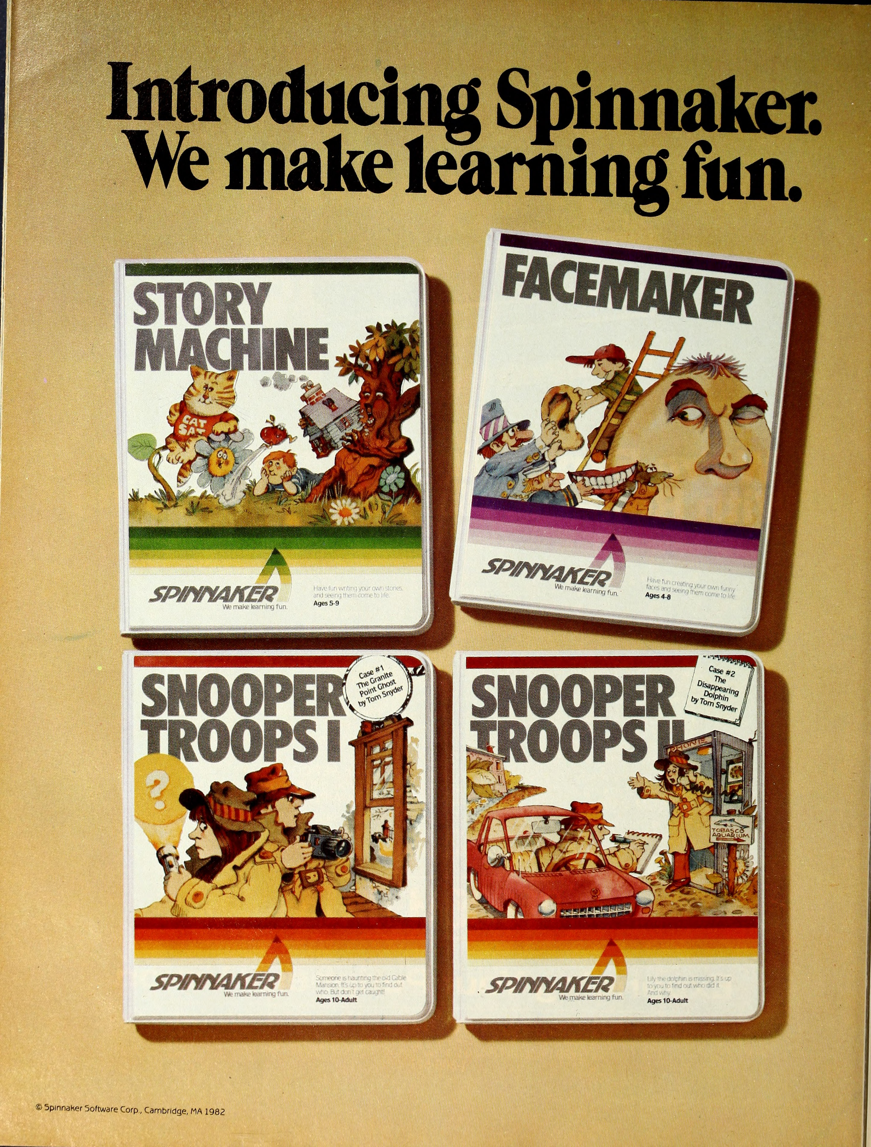 Introducing Spinnaker.
We make learning fun.
STORY
MACHINE
CAT
SAT
SPINNAKER
We make learning fun.
Have fun writing your own stories,
and seeing them come to life.
Ages 5-9
FACEMAKER
SPINNAKER
We make learning fun.
Have fun creating your own funny
faces and seeing them come to life.
Ages 4-8
SNOOPER
TROOPS I
Case #1
The Granite
Point Ghost
by Tom Snyder
?
SPINNAKER
We make learning fun.
Someone is haunting the old Gable
Mansion. It's up to you to find out
who. But don't get caught!
Ages 10-Adult
SNOOPER
TROOPS II
Case #2
The
Disappearing
Dolphin
by Tom Snyder
PHONE
TOBASCO
AQUARIUM
SPINNAKER
We make learning fun.
Lily the dolphin is missing. It's up
to you to find out who did it.
And why.
Ages 10-Adult
© Spinnaker Software Corp., Cambridge, MA 1982